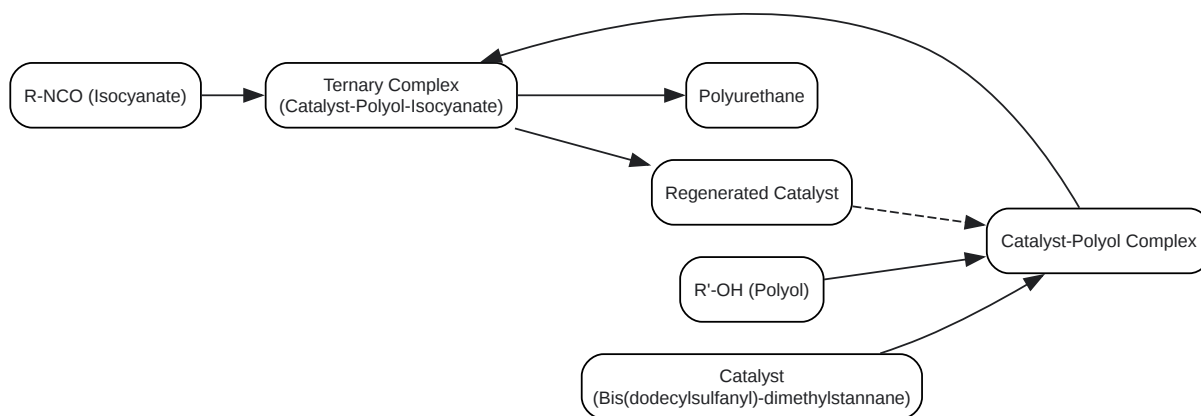 R-NCO (Isocyanate)
Ternary Complex
(Catalyst-Polyol-Isocyanate)
Polyurethane
Regenerated Catalyst
Catalyst-Polyol Complex
R'-OH (Polyol)
Catalyst
(Bis(dodecylsulfanyl)-dimethylstannane)